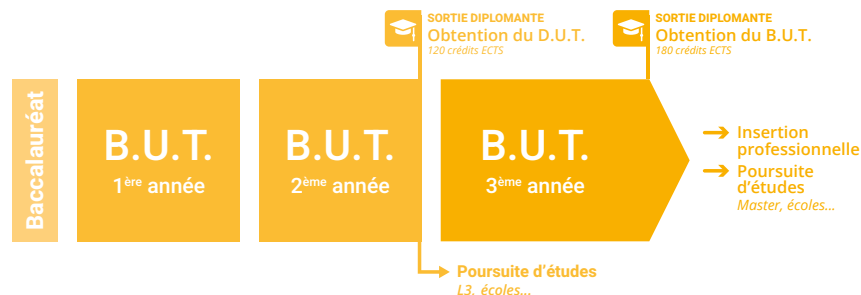 SORTIE DIPLOMANTE
Obtention du D.U.T.
120 crédits ECTS
SORTIE DIPLOMANTE
Obtention du B.U.T.
180 crédits ECTS
Baccalauréat
B.U.T.
1ère année
B.U.T.
2ème année
B.U.T.
3ème année
Insertion
professionnelle
Poursuite
d'études
Master, écoles...
Poursuite d'études
L3, écoles...